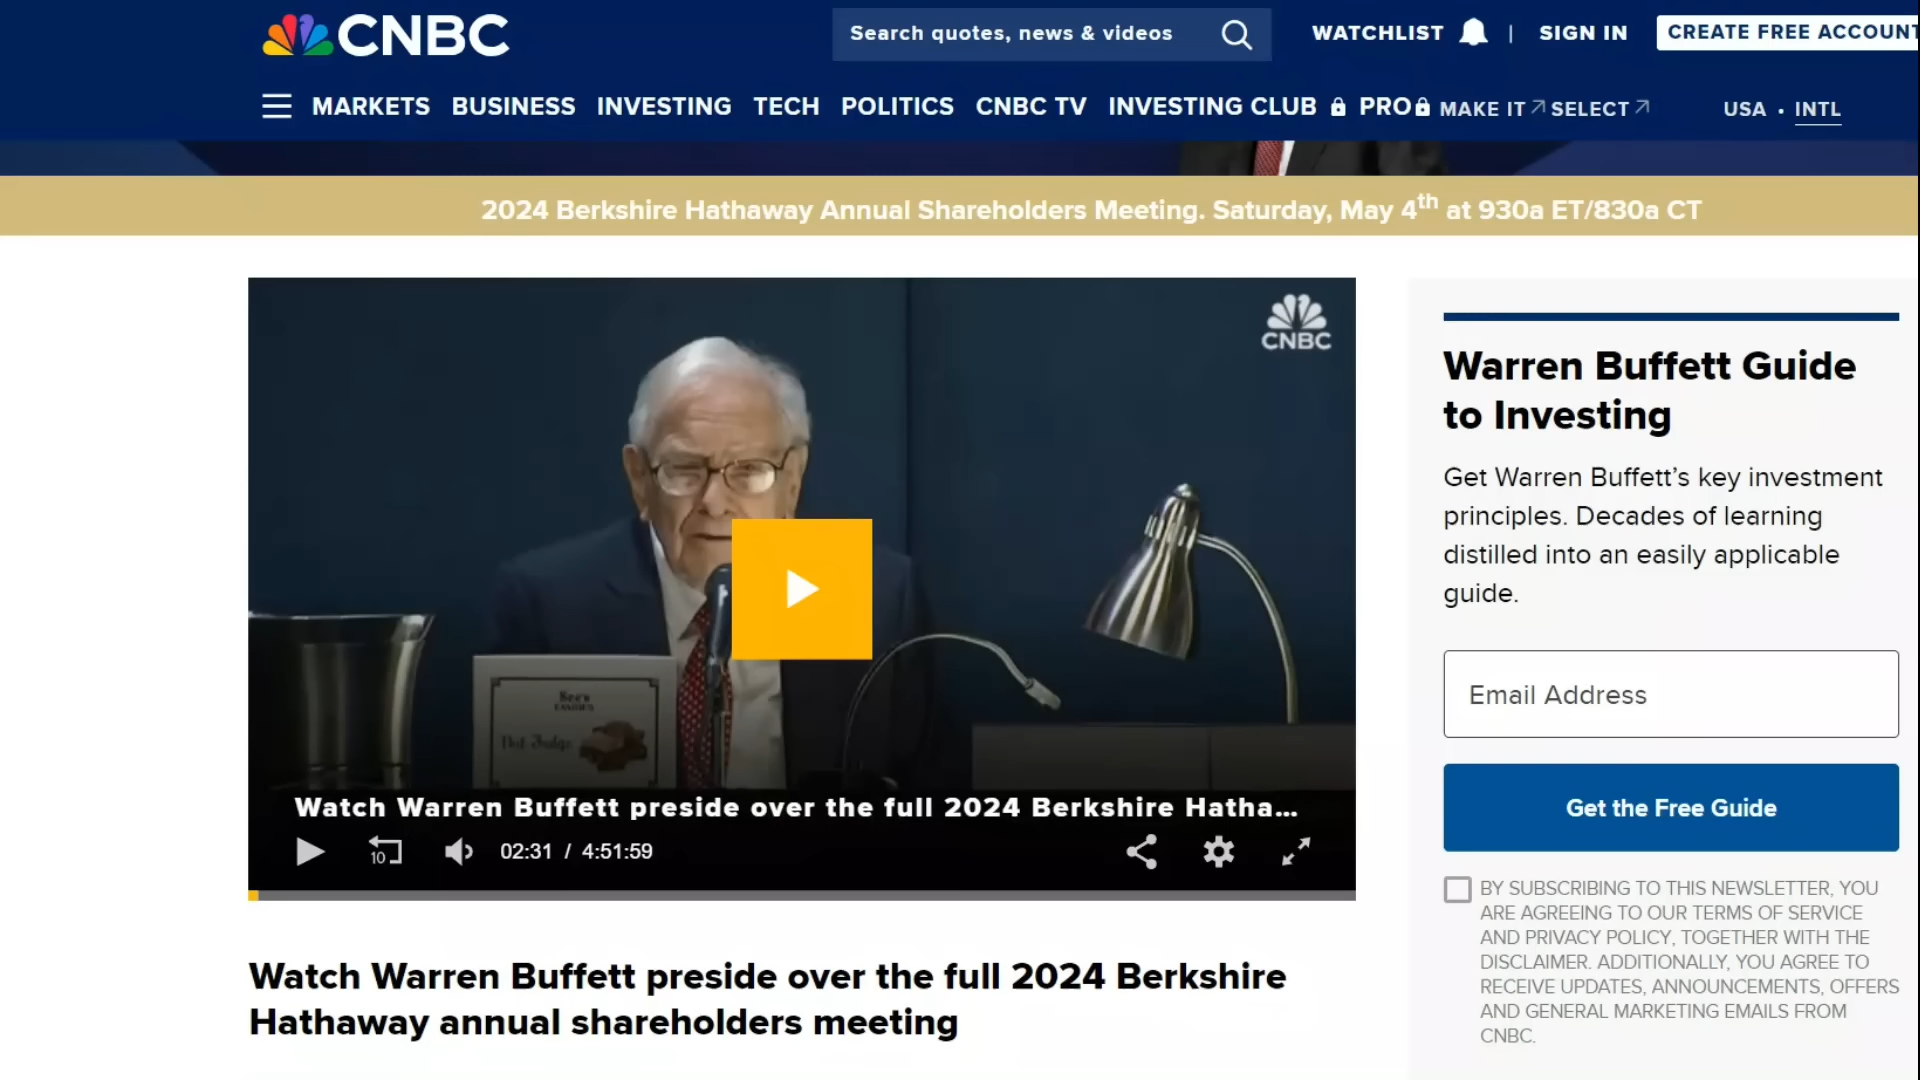 CNBC
Search quotes, news & videos
WATCHLIST | SIGN IN
CREATE FREE ACCOUNT
MARKETS BUSINESS INVESTING TECH POLITICS CNBC TV INVESTING CLUB PRO MAKE IT SELECT USA • INTL
2024 Berkshire Hathaway Annual Shareholders Meeting. Saturday, May 4th at 930a ET/830a CT
CNBC
See's
CANDIES
Watch Warren Buffett preside over the full 2024 Berkshire Hatha...
10
02:31 / 4:51:59
Watch Warren Buffett preside over the full 2024 Berkshire
Hathaway annual shareholders meeting
Warren Buffett Guide
to Investing
Get Warren Buffett’s key investment
principles. Decades of learning
distilled into an easily applicable
guide.
Email Address
Get the Free Guide
BY SUBSCRIBING TO THIS NEWSLETTER, YOU
ARE AGREEING TO OUR TERMS OF SERVICE
AND PRIVACY POLICY, TOGETHER WITH THE
DISCLAIMER. ADDITIONALLY, YOU AGREE TO
RECEIVE UPDATES, ANNOUNCEMENTS, OFFERS
AND GENERAL MARKETING EMAILS FROM
CNBC.